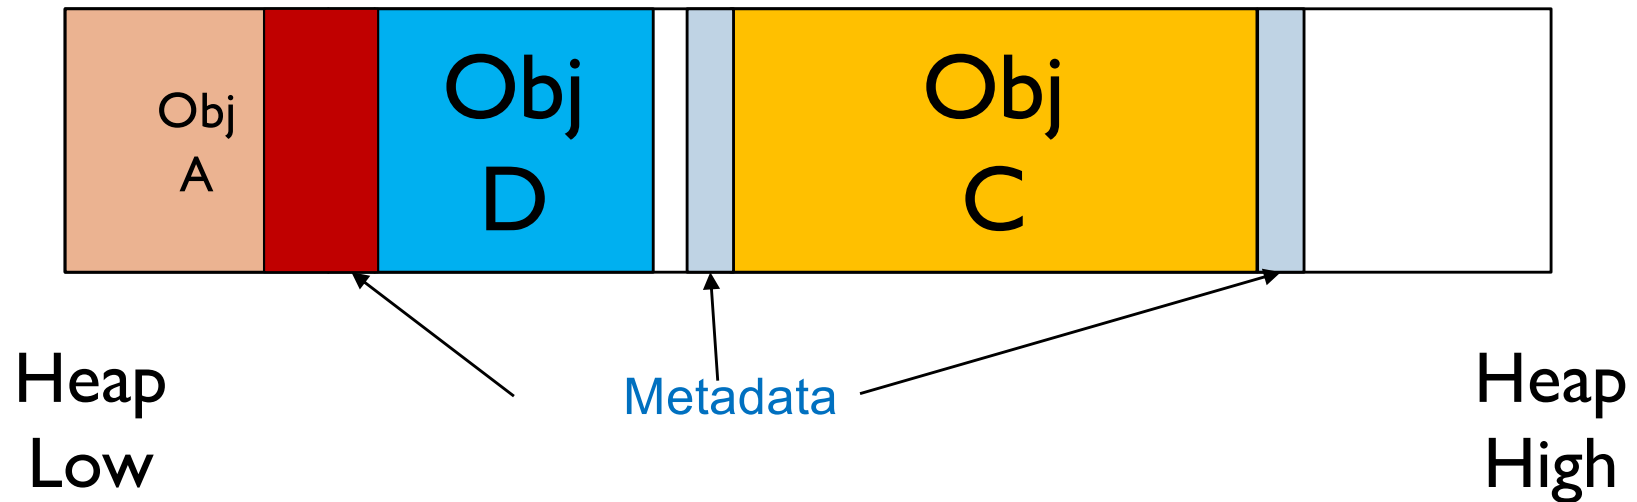 Obj
A
Obj
D
Obj
C
Heap
Low
Metadata
Heap
High